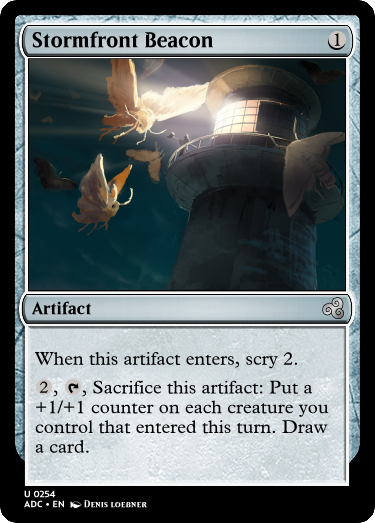 Stormfront Beacon 1
Artifact
When this artifact enters, scry 2.
2, , Sacrifice this artifact: Put a
+1/+1 counter on each creature you
control that entered this turn. Draw
a card.
U 0254
ADC • EN Denis Loebner